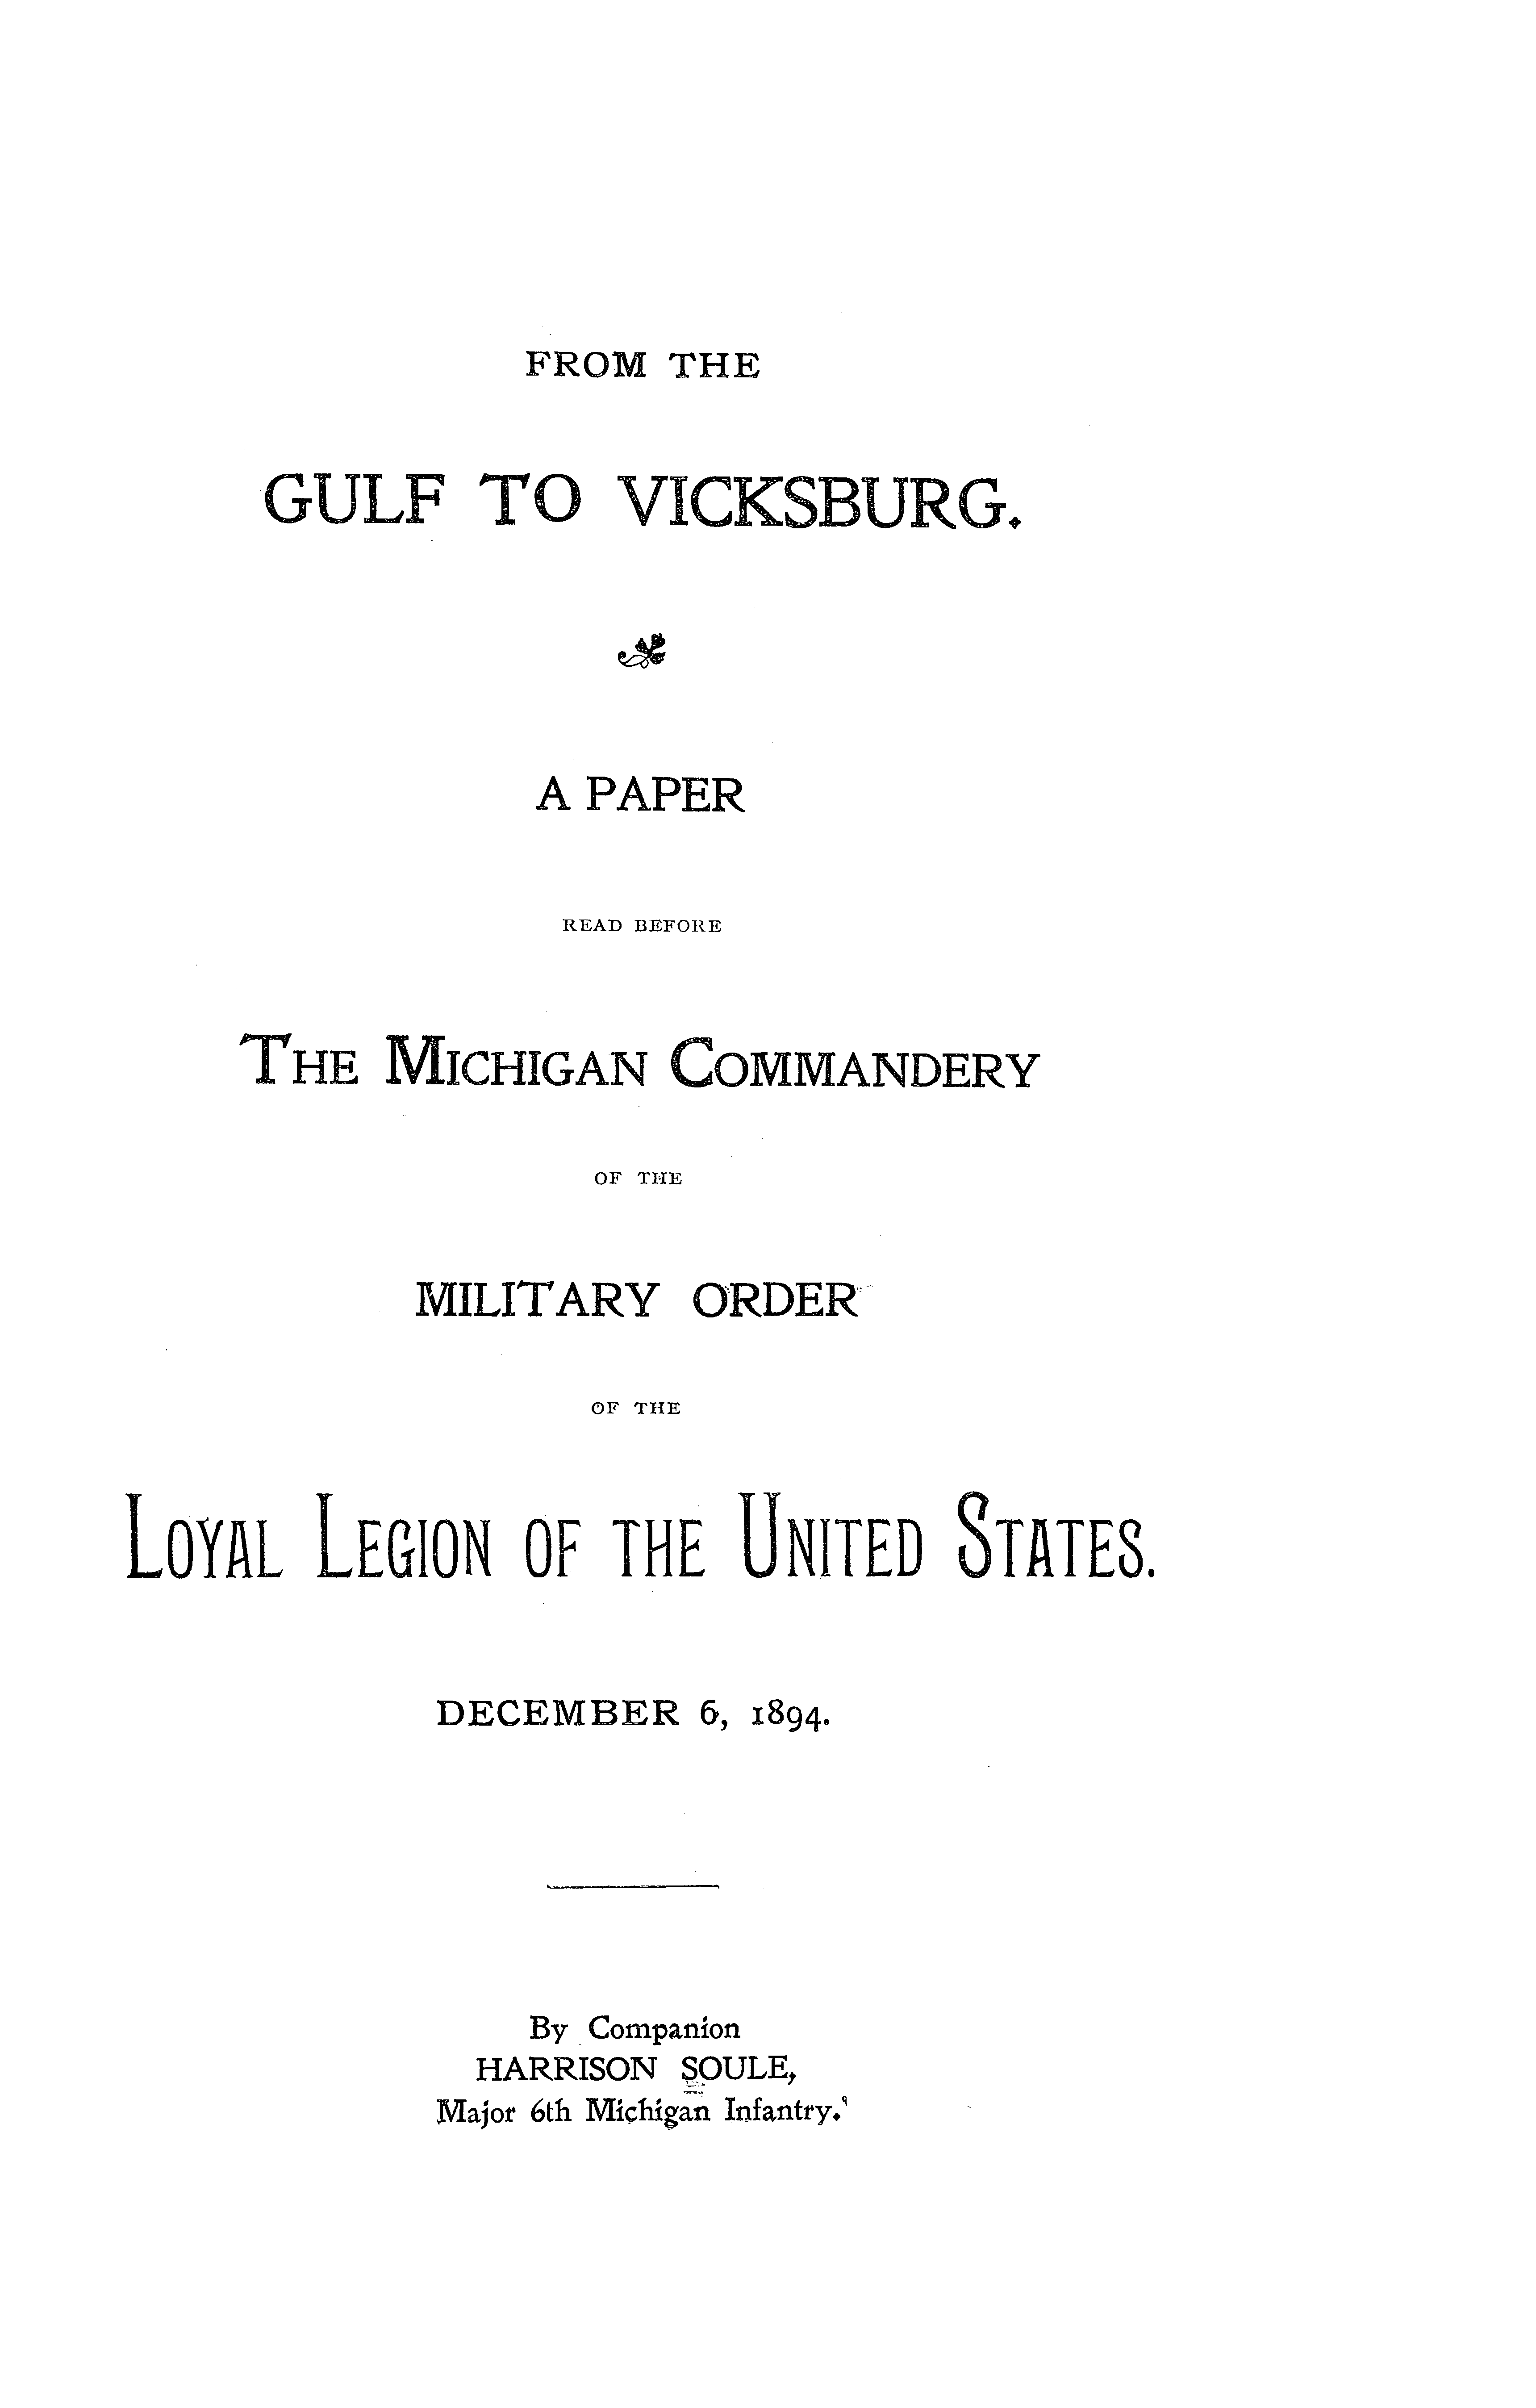 FROM THE
GULF TO VICKSBURG.
A PAPER
READ BEFORE
THE MICHIGAN COMMANDERY
OF THE
MILITARY ORDER
OF THE
LOYAL LEGION OF THE UNITED STATES.
DECEMBER 6, 1894.
By Companion
HARRISON SOULE,
Major 6th Michigan Infantry.